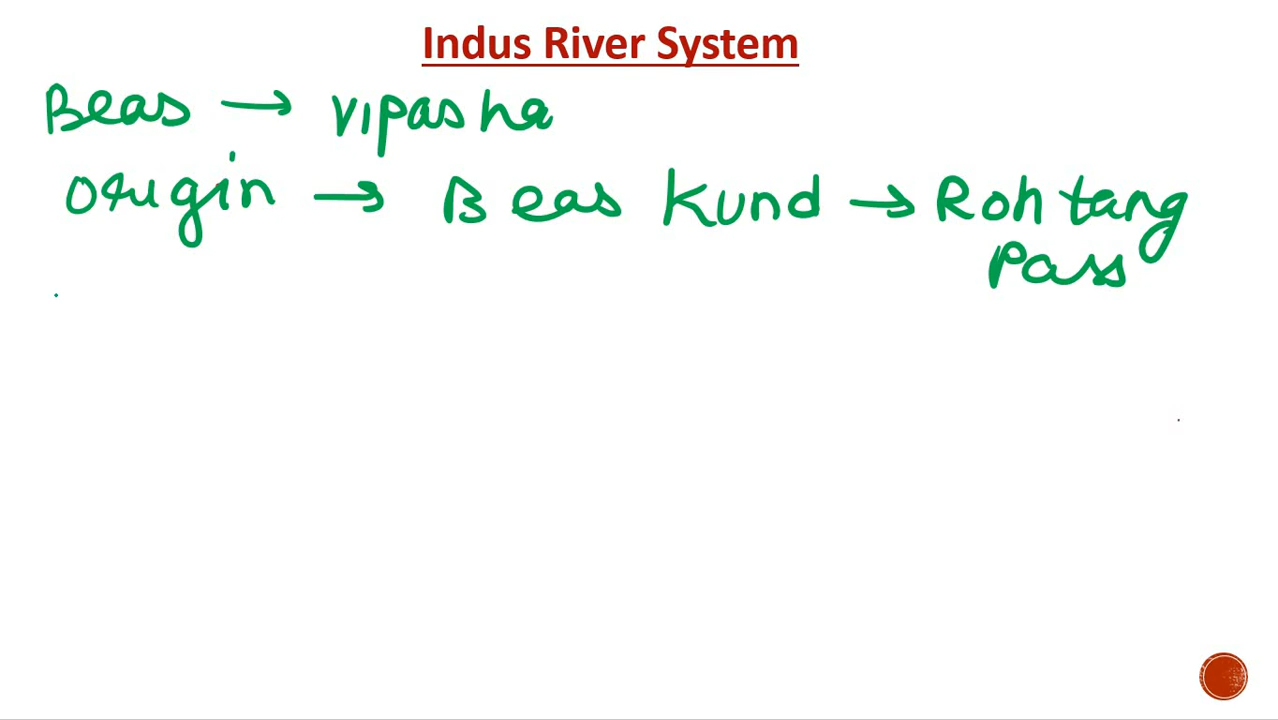 Indus River System
Beas → Vipasha
Origin → Beas Kund → Rohtang
Pass